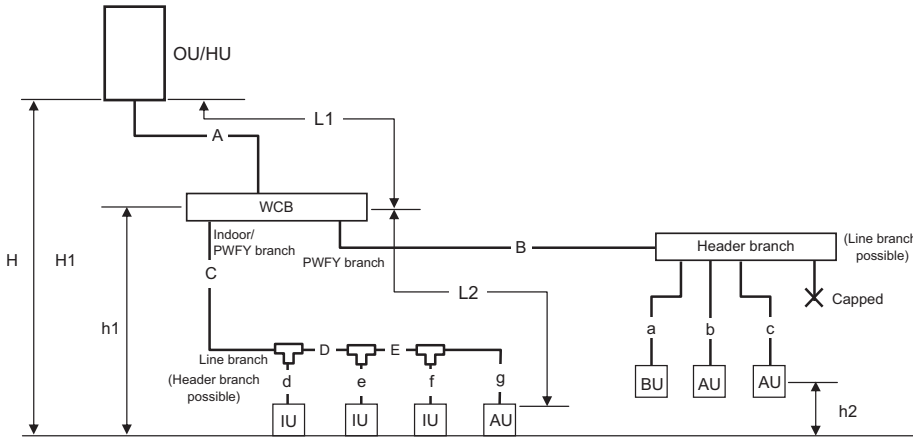 OU/HU
A
L1
WCB
Indoor/
PWFY branch
PWFY branch
B
Header branch
(Line branch
possible)
H
H1
C
L2
Capped
h1
a
b
c
Line branch
(Header branch
possible)
D
E
d
e
f
g
BU
AU
AU
h2
IU
IU
IU
AU